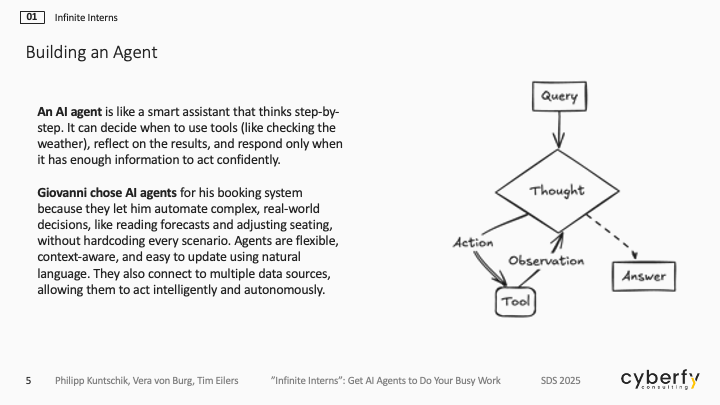 01 Infinite Interns
Building an Agent
An AI agent is like a smart assistant that thinks step-by-
step. It can decide when to use tools (like checking the
weather), reflect on the results, and respond only when
it has enough information to act confidently.
Giovanni chose AI agents for his booking system
because they let him automate complex, real-world
decisions, like reading forecasts and adjusting seating,
without hardcoding every scenario. Agents are flexible,
context-aware, and easy to update using natural
language. They also connect to multiple data sources,
allowing them to act intelligently and autonomously.
Query
Thought
Action
Observation
Tool
Answer
5 Philipp Kuntschik, Vera von Burg, Tim Eilers "Infinite Interns": Get AI Agents to Do Your Busy Work SDS 2025
cyberfy
consulting